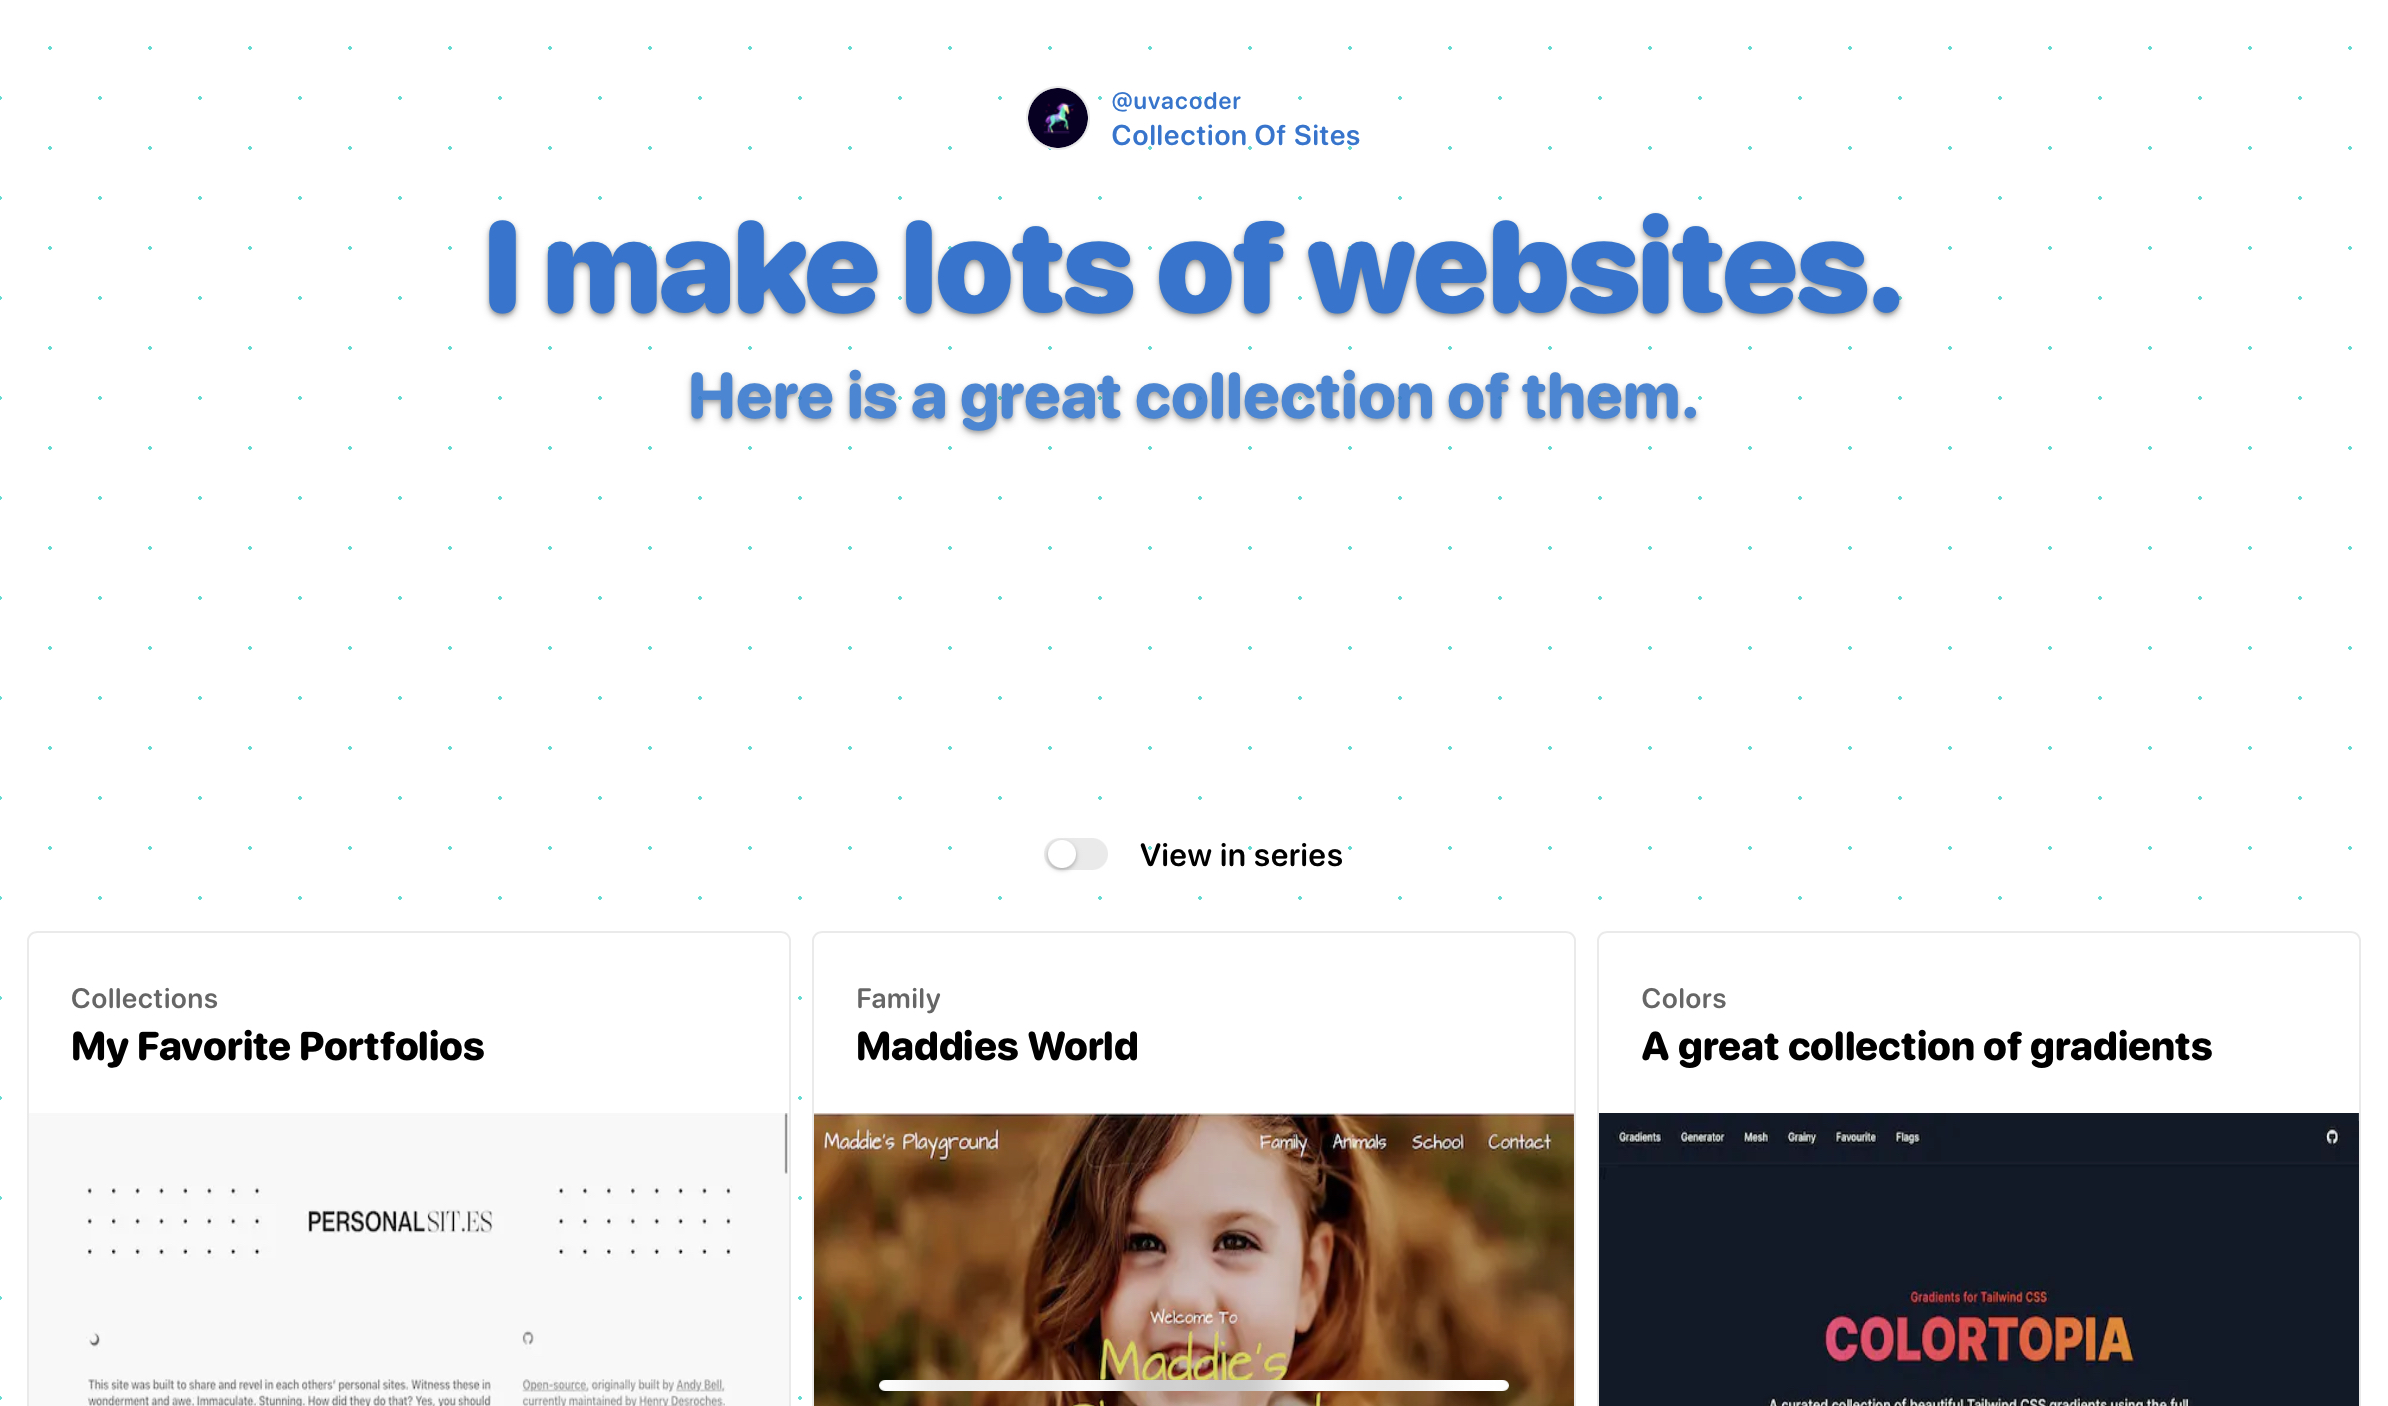 @uvacoder
Collection Of Sites
I make lots of websites.
Here is a great collection of them.
View in series
Collections
My Favorite Portfolios
PERSONALSIT.ES
This site was built to share and revel in each others' personal sites. Witness these in
wonderment and awe. Immaculate. Stunning. How did they do that? Yes, you should
Open-source, originally built by Andy Bell,
currently maintained by Henry Desroches.
Family
Maddies World
Maddie's Playground
Family Animals School Contact
Welcome To
Maddie's
Colors
A great collection of gradients
Gradients Generator Mesh Grainy Favourite Flags
Gradients for Tailwind CSS
COLORTOPIA
A curated collection of beautiful Tailwind CSS gradients using the full